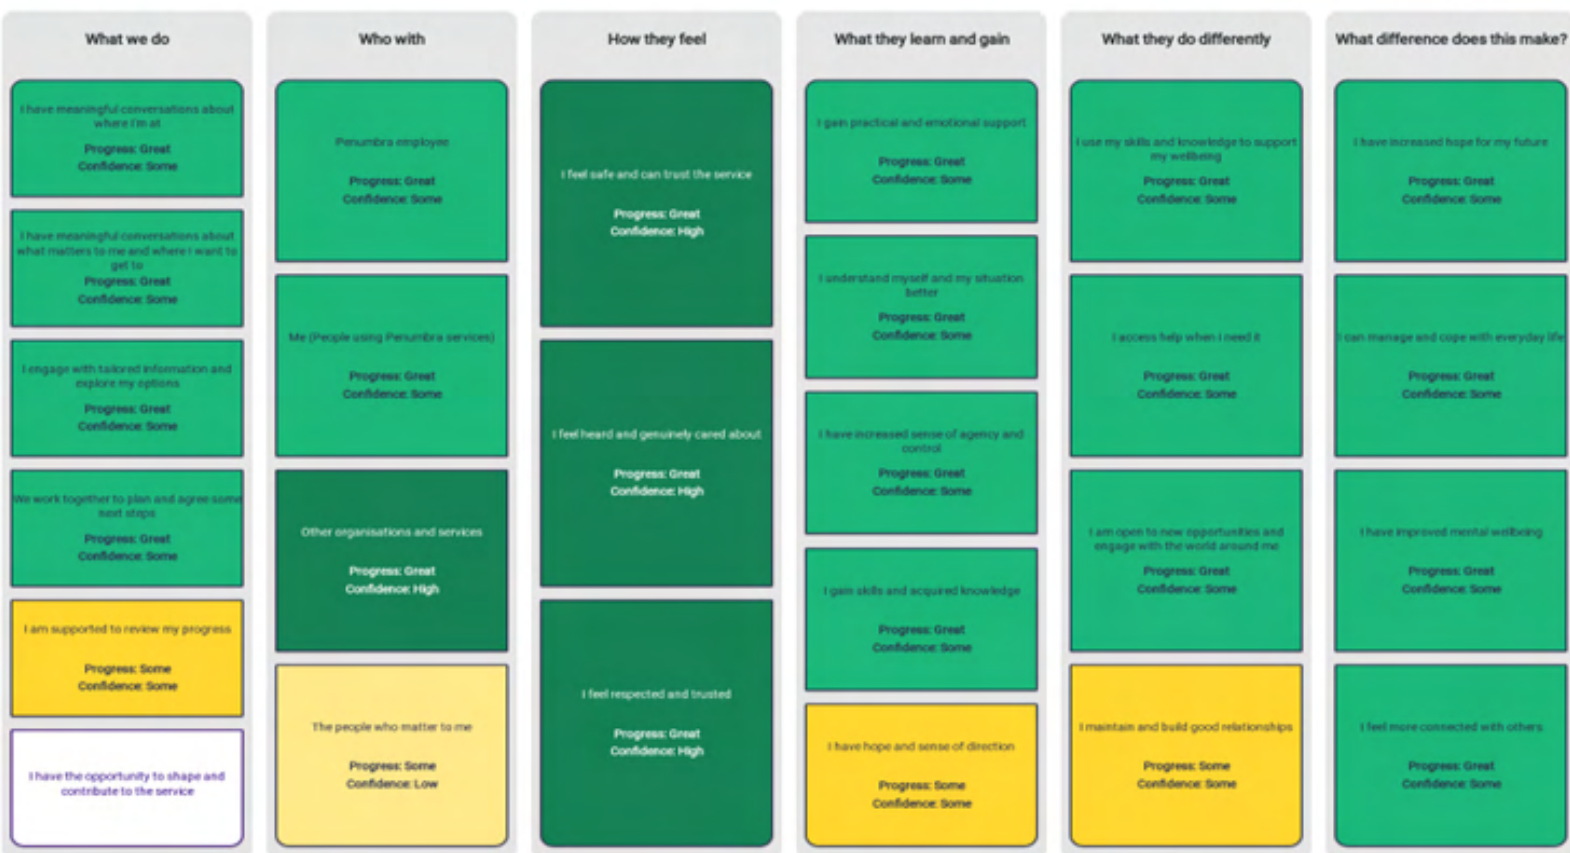 What we do
I have meaningful conversations about
where I'm at
Progress: Great
Confidence: Some
I have meaningful conversations about
what matters to me and where I want to
get to
Progress: Great
Confidence: Some
I engage with tailored information and
explore my options
Progress: Great
Confidence: Some
We work together to plan and agree some
next steps
Progress: Great
Confidence: Some
I am supported to review my progress
Progress: Some
Confidence: Some
I have the opportunity to shape and
contribute to the service
Who with
Penumbra employee
Progress: Great
Confidence: Some
Me (People using Penumbra services)
Progress: Great
Confidence: Some
Other organisations and services
Progress: Great
Confidence: High
The people who matter to me
Progress: Some
Confidence: Low
How they feel
I feel safe and can trust the service
Progress: Great
Confidence: High
I feel heard and genuinely cared about
Progress: Great
Confidence: High
I feel respected and trusted
Progress: Great
Confidence: High
What they learn and gain
I gain practical and emotional support
Progress: Great
Confidence: Some
I understand myself and my situation
better
Progress: Great
Confidence: Some
I have increased sense of agency and
control
Progress: Great
Confidence: Some
I gain skills and acquired knowledge
Progress: Great
Confidence: Some
I have hope and sense of direction
Progress: Some
Confidence: Some
What they do differently
I use my skills and knowledge to support
my wellbeing
Progress: Great
Confidence: Some
I access help when I need it
Progress: Great
Confidence: Some
I am open to new opportunities and
engage with the world around me
Progress: Great
Confidence: Some
I maintain and build good relationships
Progress: Some
Confidence: Some
What difference does this make?
I have increased hope for my future
Progress: Great
Confidence: Some
I can manage and cope with everyday life
Progress: Great
Confidence: Some
I have improved mental wellbeing
Progress: Great
Confidence: Some
I feel more connected with others
Progress: Great
Confidence: Some